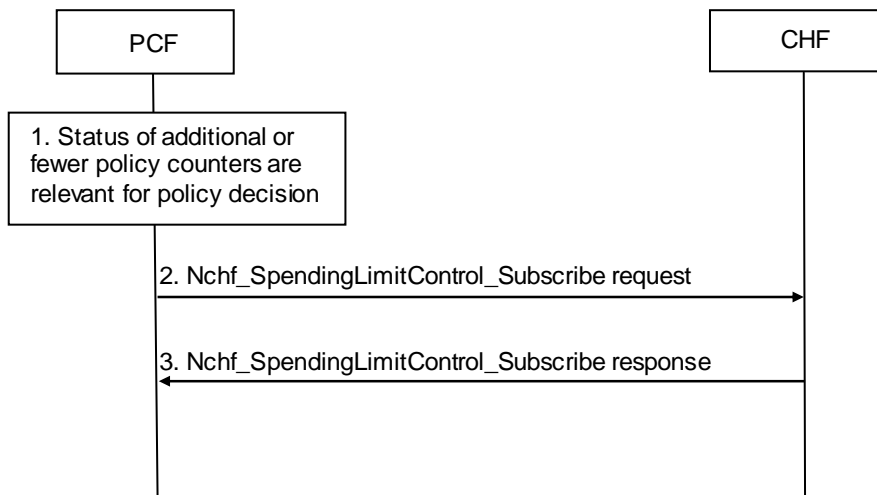 PCF
CHF
1. Status of additional or
fewer policy counters are
relevant for policy decision
2. Nchf_SpendingLimitControl_Subscribe request
3. Nchf_SpendingLimitControl_Subscribe response